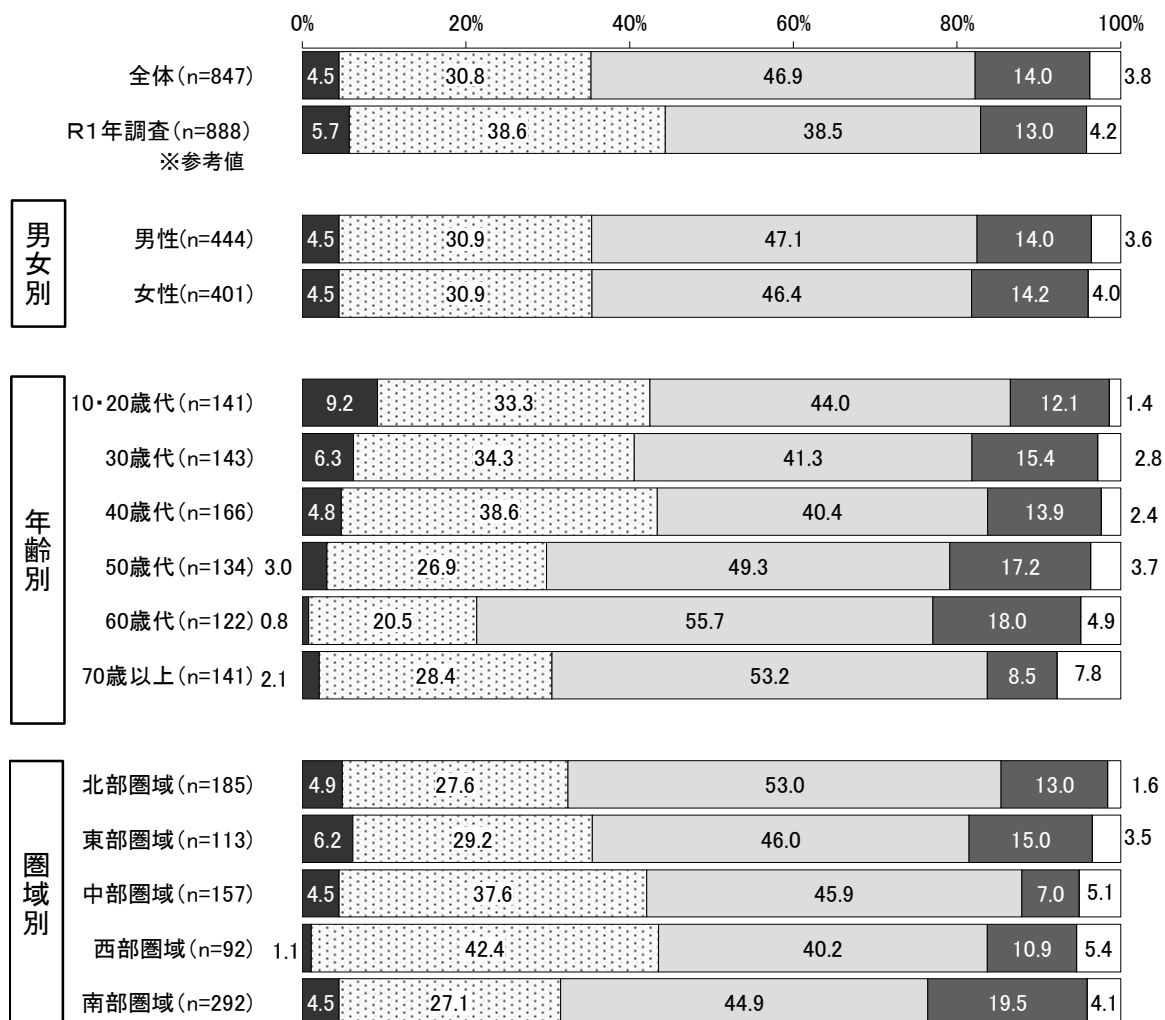 0% 20% 40% 60% 80% 100%
全体(n=847) 4.5 30.8 46.9 14.0 3.8
R1年調査(n=888) 5.7 38.6 38.5 13.0 4.2
※参考値
男女別
男性(n=444) 4.5 30.9 47.1 14.0 3.6
女性(n=401) 4.5 30.9 46.4 14.2 4.0
年齢別
10・20歳代(n=141) 9.2 33.3 44.0 12.1 1.4
30歳代(n=143) 6.3 34.3 41.3 15.4 2.8
40歳代(n=166) 4.8 38.6 40.4 13.9 2.4
50歳代(n=134) 3.0 26.9 49.3 17.2 3.7
60歳代(n=122) 0.8 20.5 55.7 18.0 4.9
70歳以上(n=141) 2.1 28.4 53.2 8.5 7.8
圏域別
北部圏域(n=185) 4.9 27.6 53.0 13.0 1.6
東部圏域(n=113) 6.2 29.2 46.0 15.0 3.5
中部圏域(n=157) 4.5 37.6 45.9 7.0 5.1
西部圏域(n=92) 1.1 42.4 40.2 10.9 5.4
南部圏域(n=292) 4.5 27.1 44.9 19.5 4.1